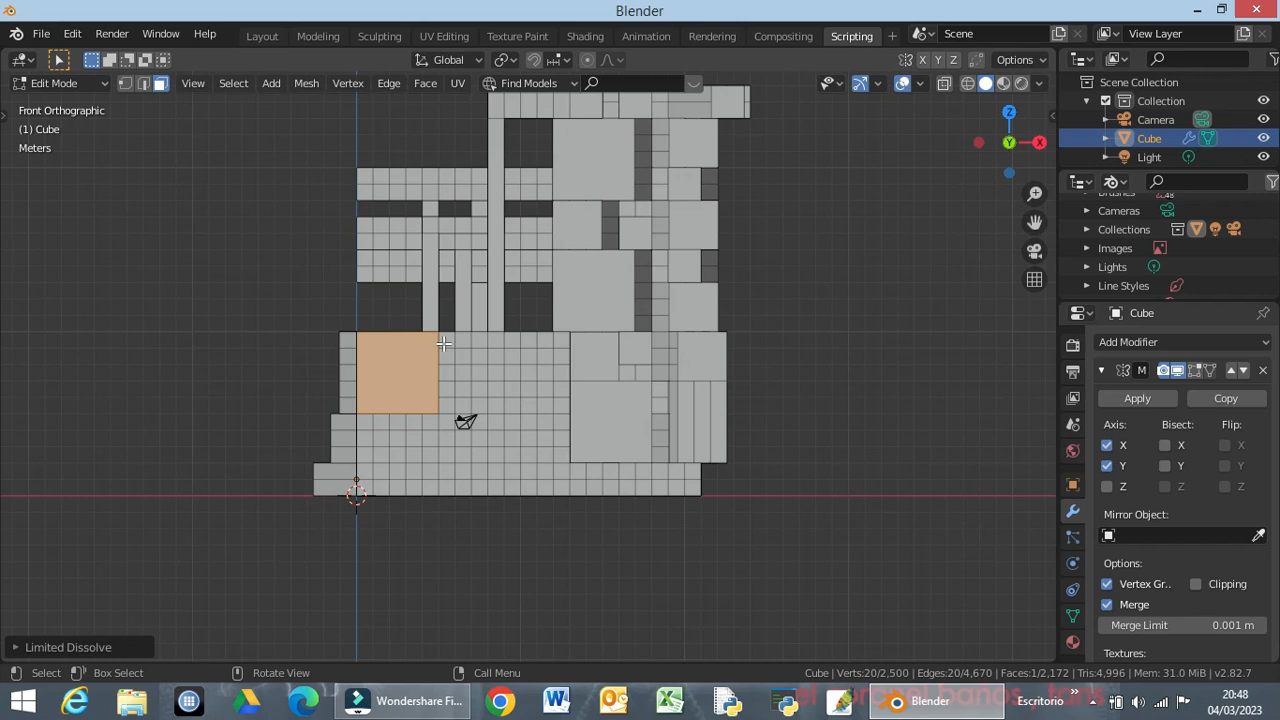 Blender
File Edit Render Window Help
Layout Modeling Sculpting UV Editing Texture Paint Shading Animation Rendering Compositing Scripting
Scene
View Layer
Global
X Y Z
Options
Edit Mode
View Select Add Mesh Vertex Edge Face UV
Find Models
Front Orthographic
(1) Cube
Meters
Z
Y
X
Scene Collection
Collection
Camera
Cube
Light
Brushes
48
Cameras
Collections
Images
Lights
Line Styles
Cube
Add Modifier
M
Apply
Copy
Axis: Bisect: Flip:
X X X
Y Y Y
Z Z Z
Mirror Object:
Options:
Vertex Gr.. Clipping
Merge
Merge Limit 0.001 m
Textures:
Limited Dissolve
Select
Box Select
Rotate View
Call Menu
Cube | Verts:20/2,500 | Edges:20/4,670 | Faces:1/2,172 | Tris:4,996 | Mem: 31.0 MiB | v2.82.7
Wondershare Fi...
Blender
Escritorio
20:48
04/03/2023